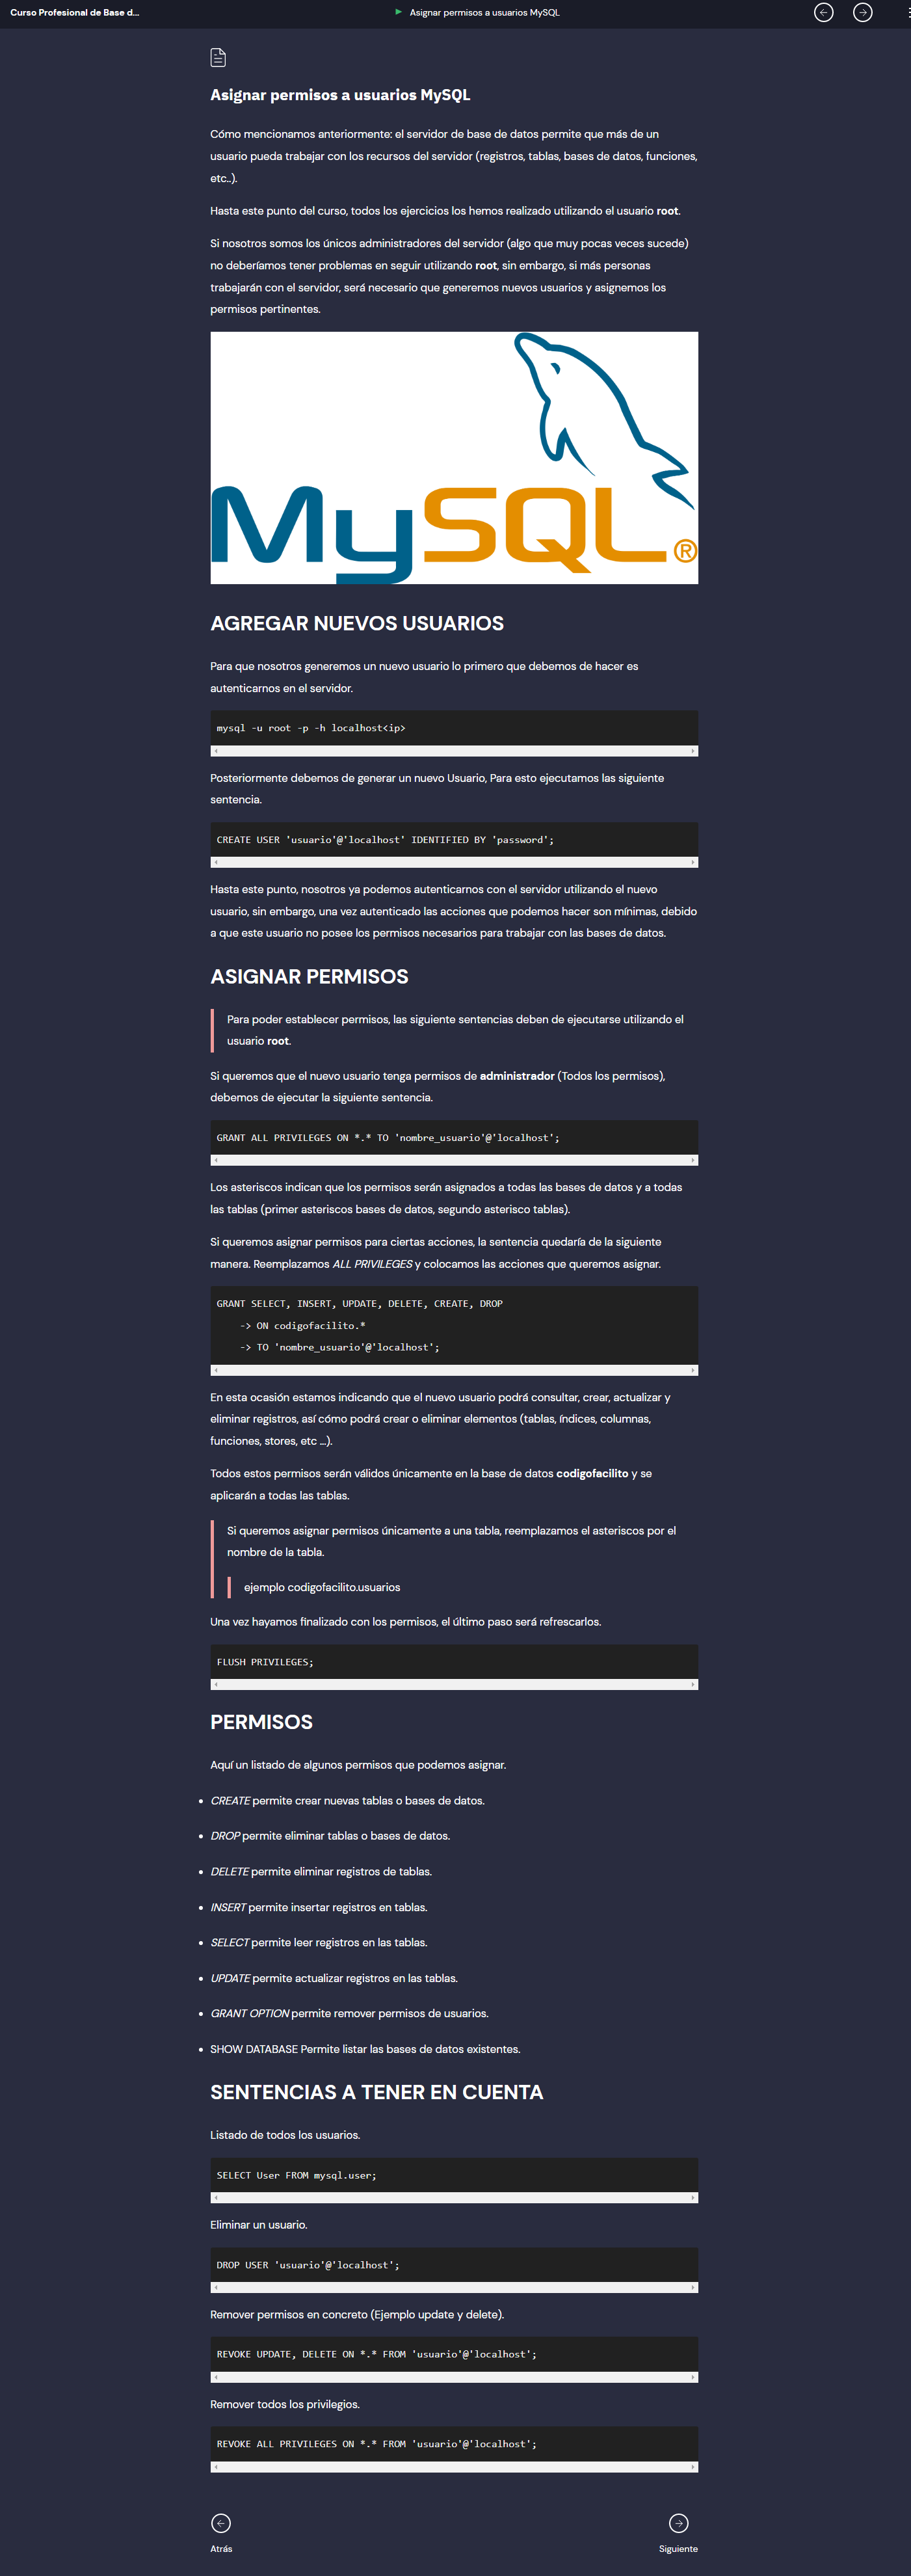 Curso Profesional de Base d...
Asignar permisos a usuarios MySQL
Asignar permisos a usuarios MySQL
Cómo mencionamos anteriormente: el servidor de base de datos permite que más de un
usuario pueda trabajar con los recursos del servidor (registros, tablas, bases de datos, funciones,
etc..).
Hasta este punto del curso, todos los ejercicios los hemos realizado utilizando el usuario root.
Si nosotros somos los únicos administradores del servidor (algo que muy pocas veces sucede)
no deberíamos tener problemas en seguir utilizando root, sin embargo, si más personas
trabajarán con el servidor, será necesario que generemos nuevos usuarios y asignemos los
permisos pertinentes.
MySQL®
AGREGAR NUEVOS USUARIOS
Para que nosotros generemos un nuevo usuario lo primero que debemos de hacer es
autenticarnos en el servidor.
mysql -u root -p -h localhost<ip>
Posteriormente debemos de generar un nuevo Usuario, Para esto ejecutamos las siguiente
sentencia.
CREATE USER 'usuario'@'localhost' IDENTIFIED BY 'password';
Hasta este punto, nosotros ya podemos autenticarnos con el servidor utilizando el nuevo
usuario, sin embargo, una vez autenticado las acciones que podemos hacer son mínimas, debido
a que este usuario no posee los permisos necesarios para trabajar con las bases de datos.
ASIGNAR PERMISOS
Para poder establecer permisos, las siguiente sentencias deben de ejecutarse utilizando el
usuario root.
Si queremos que el nuevo usuario tenga permisos de administrador (Todos los permisos),
debemos de ejecutar la siguiente sentencia.
GRANT ALL PRIVILEGES ON *.* TO 'nombre_usuario'@'localhost';
Los asteriscos indican que los permisos serán asignados a todas las bases de datos y a todas
las tablas (primer asteriscos bases de datos, segundo asterisco tablas).
Si queremos asignar permisos para ciertas acciones, la sentencia quedaría de la siguiente
manera. Reemplazamos ALL PRIVILEGES y colocamos las acciones que queremos asignar.
GRANT SELECT, INSERT, UPDATE, DELETE, CREATE, DROP
-> ON codigofacilito.*
-> TO 'nombre_usuario'@'localhost';
En esta ocasión estamos indicando que el nuevo usuario podrá consultar, crear, actualizar y
eliminar registros, así cómo podrá crear o eliminar elementos (tablas, índices, columnas,
funciones, stores, etc ...).
Todos estos permisos serán válidos únicamente en la base de datos codigofacilito y se
aplicarán a todas las tablas.
Si queremos asignar permisos únicamente a una tabla, reemplazamos el asteriscos por el
nombre de la tabla.
ejemplo codigofacilito.usuarios
Una vez hayamos finalizado con los permisos, el último paso será refrescarlos.
FLUSH PRIVILEGES;
PERMISOS
Aquí un listado de algunos permisos que podemos asignar.
• CREATE permite crear nuevas tablas o bases de datos.
• DROP permite eliminar tablas o bases de datos.
• DELETE permite eliminar registros de tablas.
• INSERT permite insertar registros en tablas.
• SELECT permite leer registros en las tablas.
• UPDATE permite actualizar registros en las tablas.
• GRANT OPTION permite remover permisos de usuarios.
• SHOW DATABASE Permite listar las bases de datos existentes.
SENTENCIAS A TENER EN CUENTA
Listado de todos los usuarios.
SELECT User FROM mysql.user;
Eliminar un usuario.
DROP USER 'usuario'@'localhost';
Remover permisos en concreto (Ejemplo update y delete).
REVOKE UPDATE, DELETE ON *.* FROM 'usuario'@'localhost';
Remover todos los privilegios.
REVOKE ALL PRIVILEGES ON *.* FROM 'usuario'@'localhost';
Atrás
Siguiente